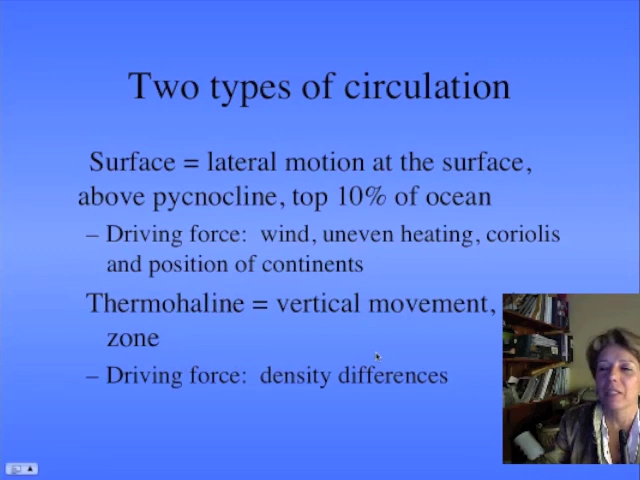 Two types of circulation
Surface = lateral motion at the surface,
above pycnocline, top 10% of ocean
– Driving force: wind, uneven heating, coriolis
and position of continents
Thermohaline = vertical movement,
zone
– Driving force: density differences